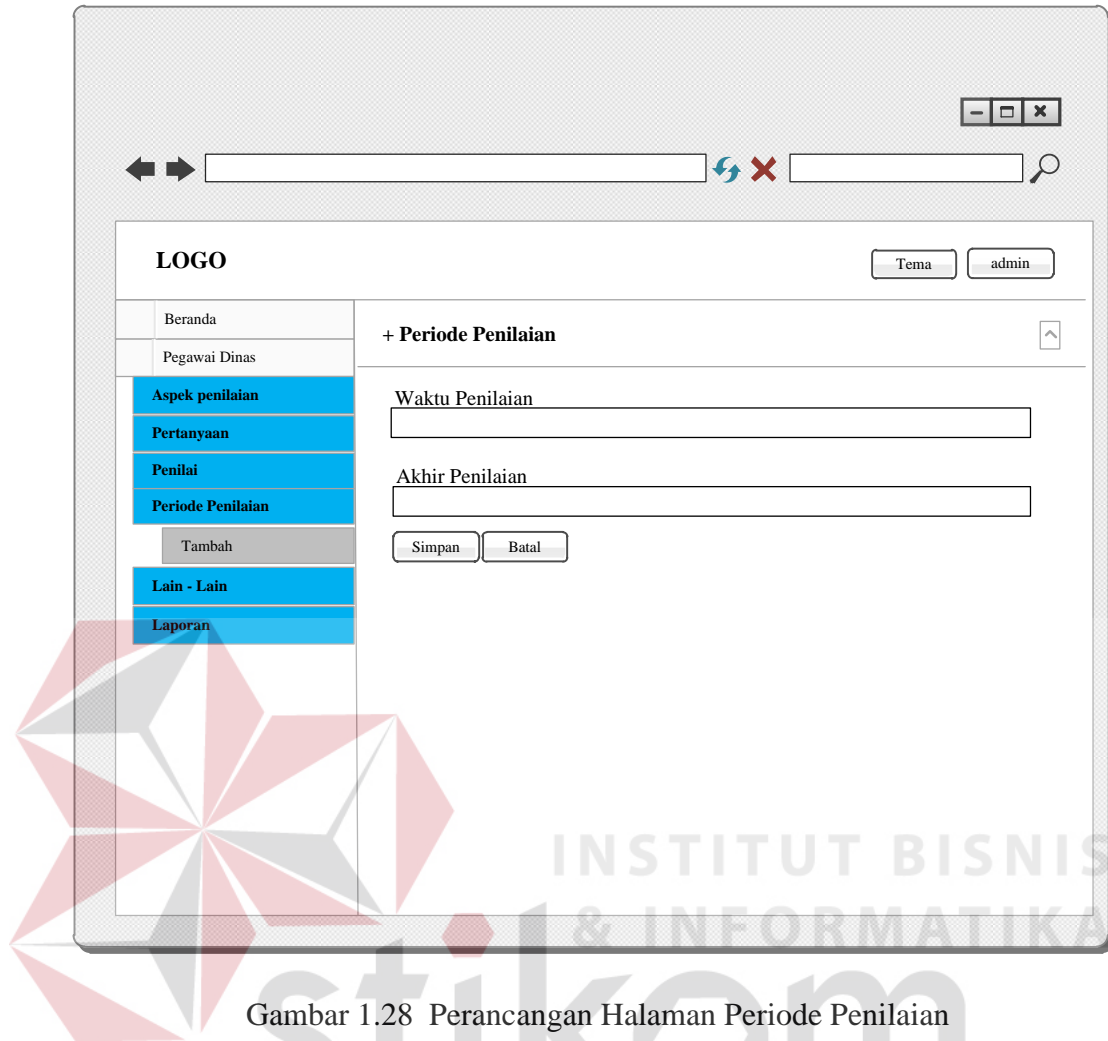 LOGO
Tema
admin
Beranda
Pegawai Dinas
Aspek penilaian
Pertanyaan
Penilai
Periode Penilaian
Tambah
Lain - Lain
Laporan
+ Periode Penilaian
Waktu Penilaian
Akhir Penilaian
Simpan
Batal
INSTITUT BISNIS
& INFORMATIKA
stikom
Gambar 1.28 Perancangan Halaman Periode Penilaian